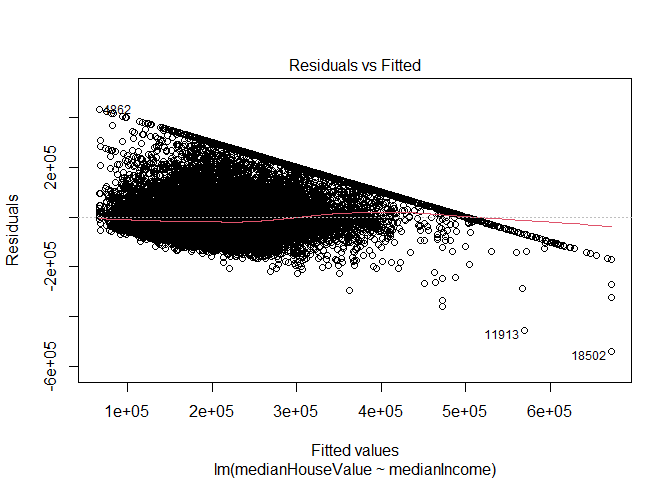 Residuals vs Fitted
4862
2e+05
Residuals
-2e+05
11913
18502
-6e+05
1e+05 2e+05 3e+05 4e+05 5e+05 6e+05
Fitted values
lm(medianHouseValue ~ medianIncome)